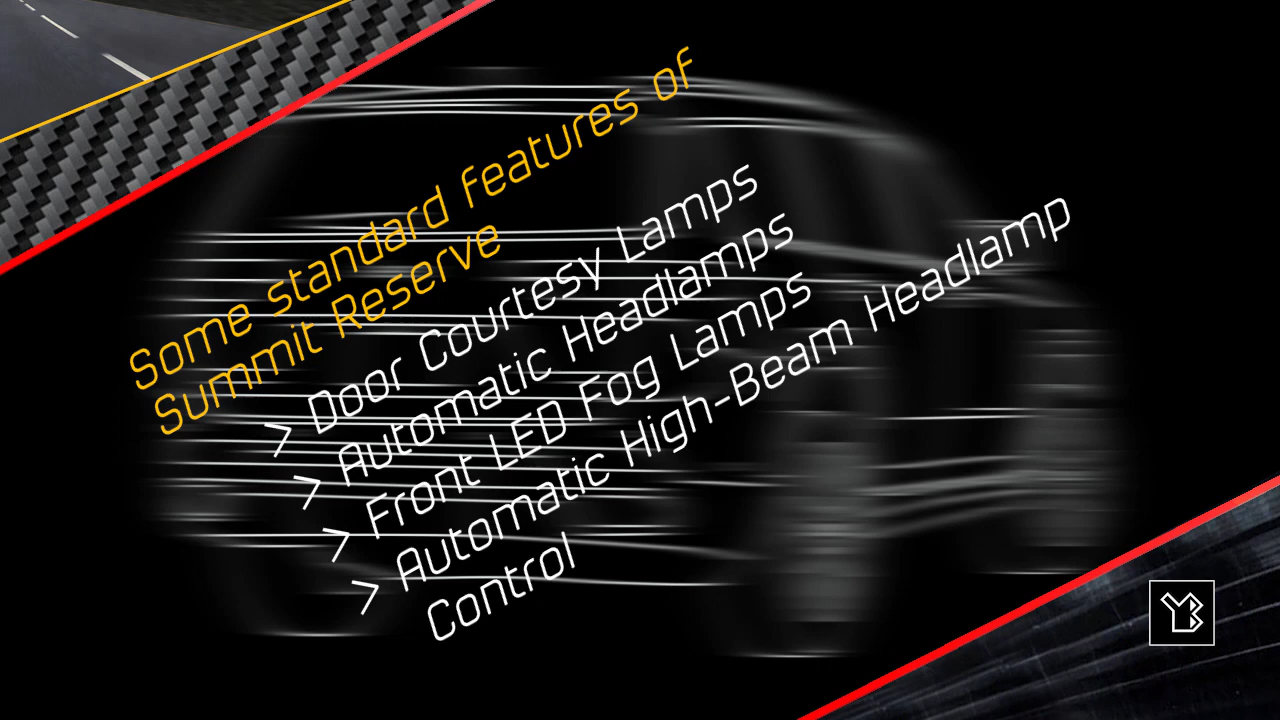 Some standard features of
Summit Reserve
> Door Courtesy Lamps
> Automatic Headlamps
> Front LED Fog Lamps
> Automatic High-Beam Headlamp
Control